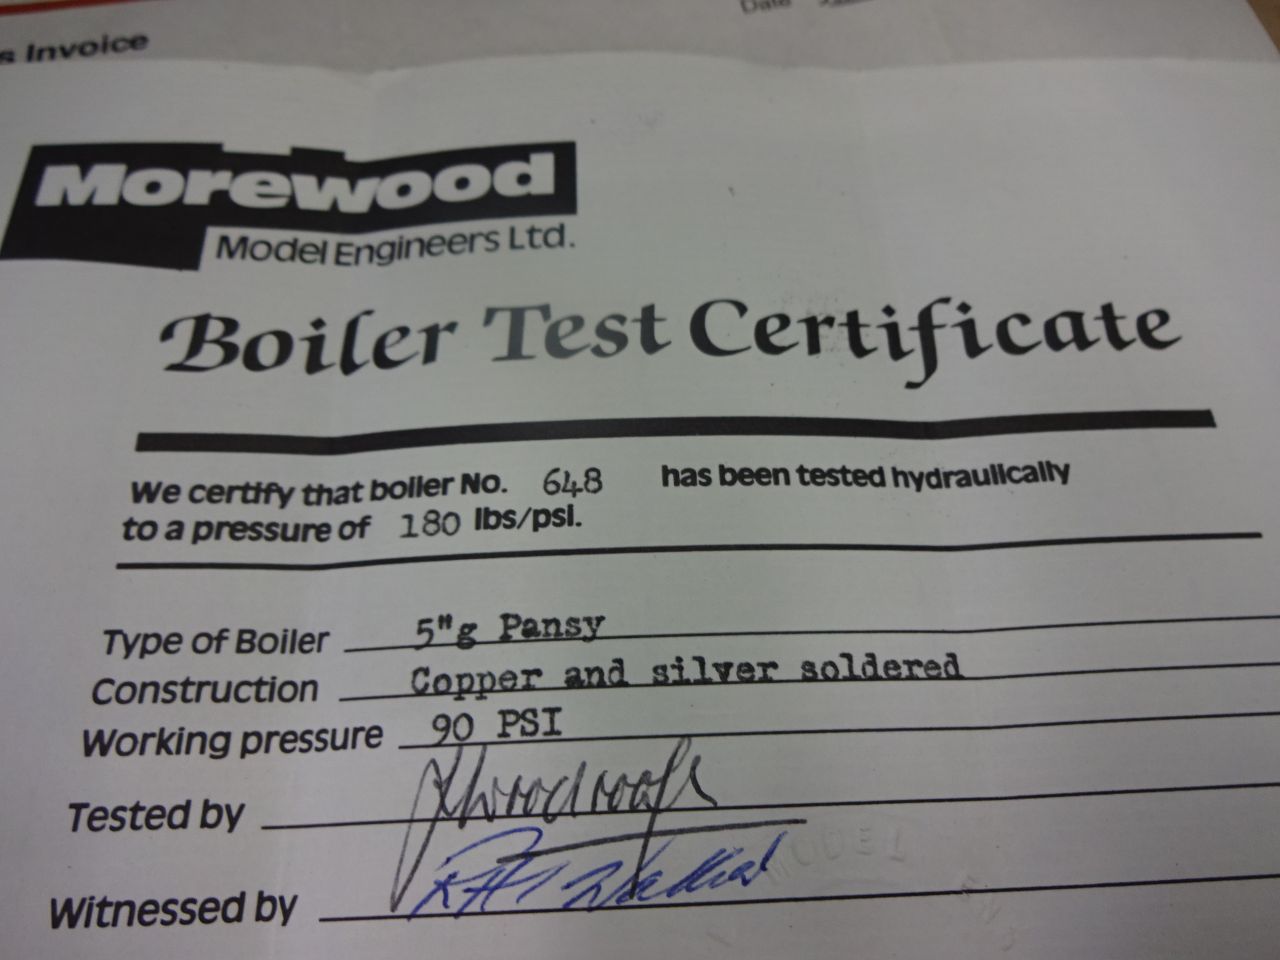 s Invoice
Date
Morewood
Model Engineers Ltd.
Boiler Test Certificate
We certify that boiler No. 648 has been tested hydraulically
to a pressure of 180 lbs/psi.
Type of Boiler 5"g Pansy
Construction Copper and silver soldered
Working pressure 90 PSI
Tested by
Witnessed by
MODEL